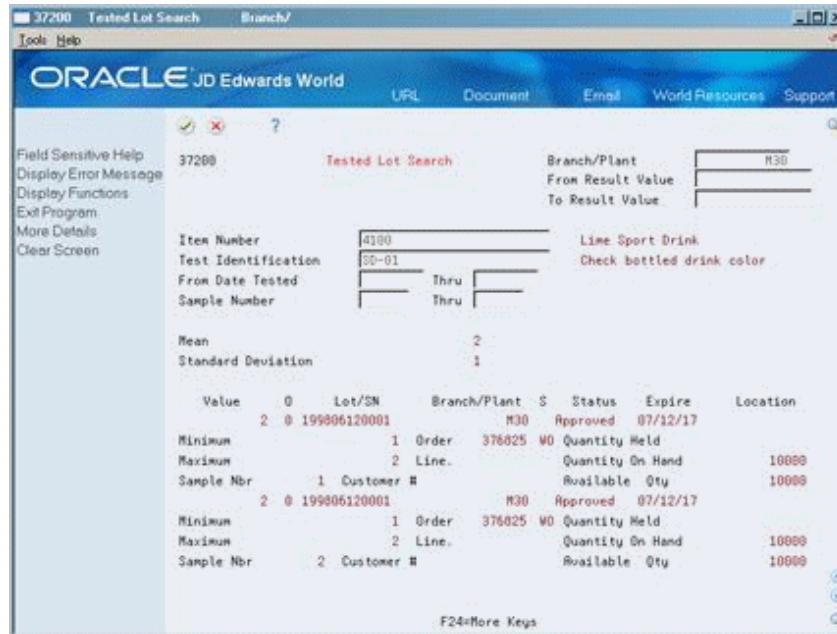 37200 Tested Lot Search Branch/
Tools Help
ORACLE JD Edwards World
URL Document Email World Resources Support
Field Sensitive Help
Display Error Message
Display Functions
Exit Program
More Details
Clear Screen
37200 Tested Lot Search Branch/Plant M30
From Result Value
To Result Value
Item Number 4100 Lime Sport Drink
Test Identification SD-01 Check bottled drink color
From Date Tested Thru
Sample Number Thru
Mean 2
Standard Deviation 1
Value O Lot/SN Branch/Plant S Status Expire Location
2 0 199806120001 M30 Approved 07/12/17
Minimum 1 Order 376825 WO Quantity Held
Maximum 2 Line. Quantity On Hand 10000
Sample Nbr 1 Customer # Available Qty 10000
2 0 199806120001 M30 Approved 07/12/17
Minimum 1 Order 376825 WO Quantity Held
Maximum 2 Line. Quantity On Hand 10000
Sample Nbr 2 Customer # Available Qty 10000
F24=More Keys